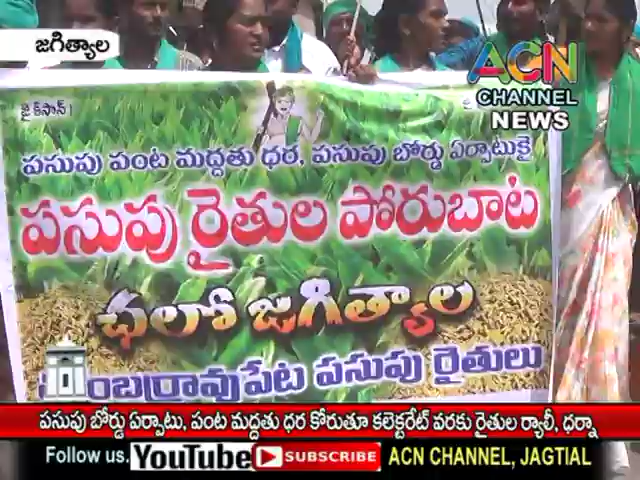 జగిత్యాల
ACN
CHANNEL
NEWS
కిసాన్ |
పసుపు పంట మద్దతు ధర, పసుపు బోర్డు ఏర్పాటుకై
పసుపు రైతుల పోరుబాట
ఛలో జగిత్యాల
బర్రావుపేట పసుపు రైతులు
పసుపు బోర్డు ఏర్పాటు, పంట మద్దతు ధర కోరుతూ కలెక్టరేట్ వరకు రైతుల ర్యాలీ, ధర్నా
Follow us. YouTube SUBSCRIBE ACN CHANNEL, JAGTIAL